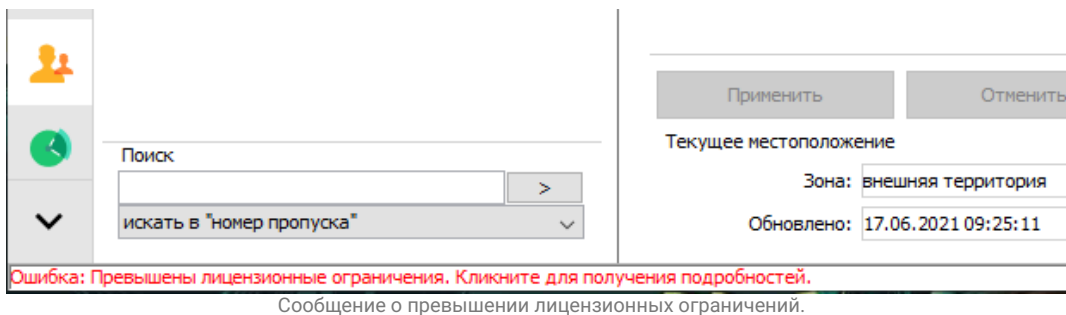 Применить
Отменить
Текущее местоположение
Поиск
Зона: внешняя территория
>
искать в "номер пропуска"
Обновлено: 17.06.2021 09:25:11
Ошибка: Превышены лицензионные ограничения. Кликните для получения подробностей.
Сообщение о превышении лицензионных ограничений.